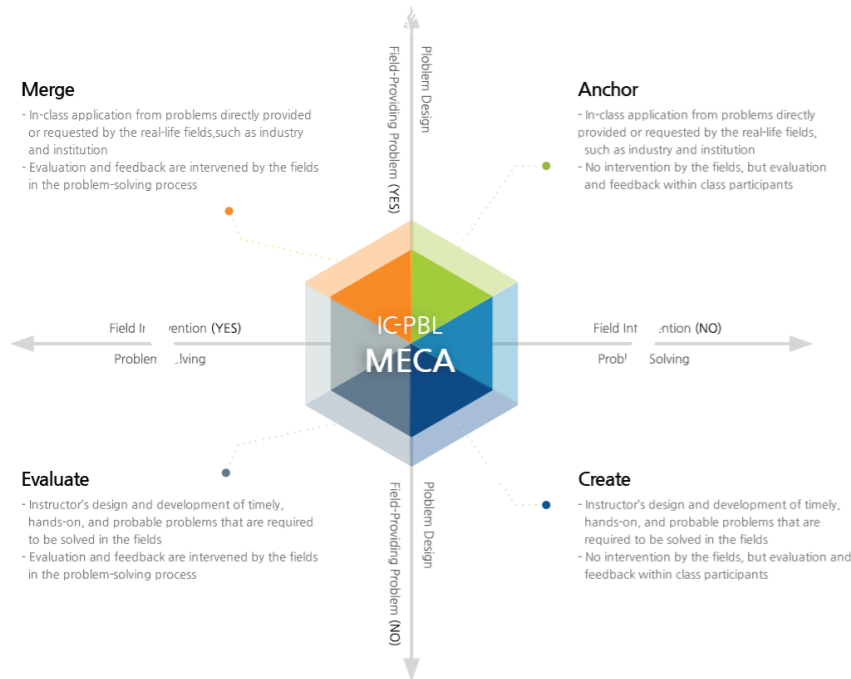 Ploblem Design
Field-Providing Problem (YES)
Merge
- In-class application from problems directly provided
or requested by the real-life fields,such as industry
and institution
- Evaluation and feedback are intervened by the fields
in the problem-solving process
Anchor
- In-class application from problems directly
provided or requested by the real-life fields,
such as industry and institution
- No intervention by the fields, but evaluation
and feedback within class participants
Field (YES)
IC-PBL
MECA
Field (NO)
Solving
Evaluate
- Instructor's design and development of timely,
hands-on, and probable problems that are required
to be solved in the fields
- Evaluation and feedback are intervened by the fields
in the problem-solving process
Ploblem Design
Field-Providing Problem (NO)
Create
- Instructor's design and development of timely,
hands-on, and probable problems that are
required to be solved in the fields
- No intervention by the fields, but evaluation and
feedback within class participants